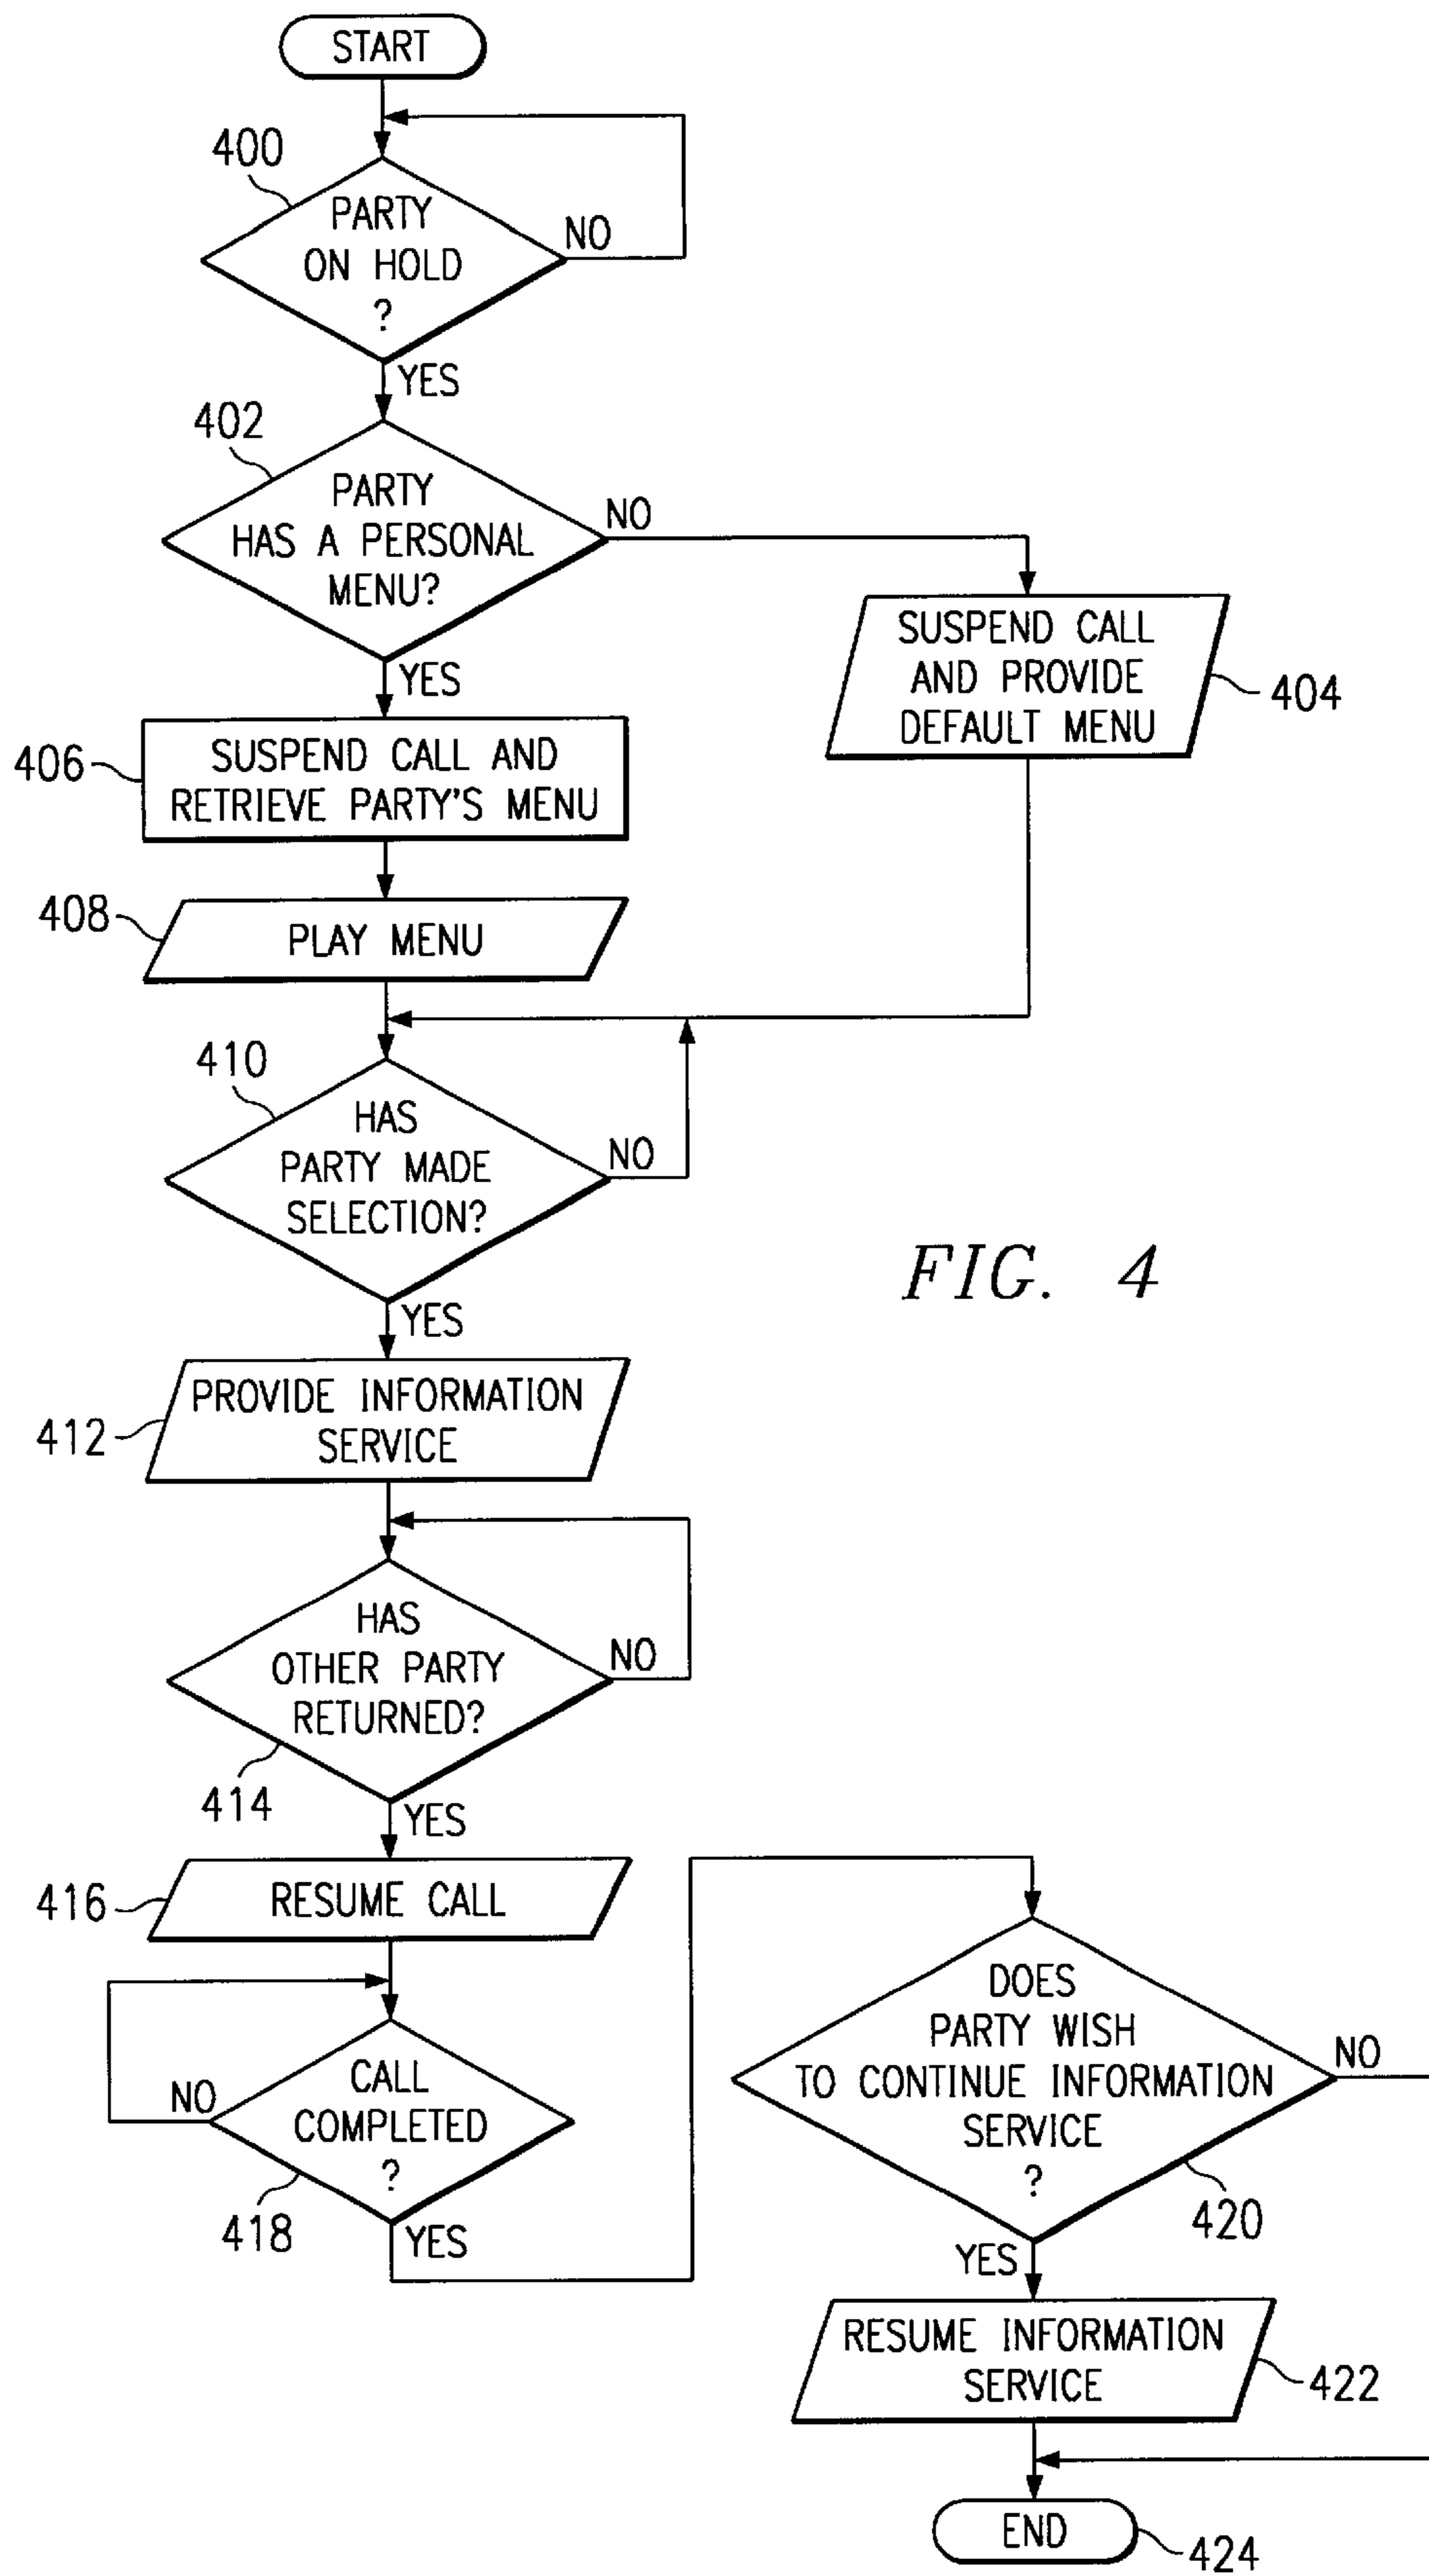 START
400
PARTY
ON HOLD
?
NO
YES
402
PARTY
HAS A PERSONAL
MENU?
NO
YES
SUSPEND CALL
AND PROVIDE
DEFAULT MENU
404
406
SUSPEND CALL AND
RETRIEVE PARTY'S MENU
408
PLAY MENU
410
HAS
PARTY MADE
SELECTION?
NO
YES
FIG. 4
412
PROVIDE INFORMATION
SERVICE
HAS
OTHER PARTY
RETURNED?
NO
414
YES
416
RESUME CALL
CALL
COMPLETED
?
NO
418
YES
DOES
PARTY WISH
TO CONTINUE INFORMATION
SERVICE
?
NO
420
YES
RESUME INFORMATION
SERVICE
422
END
424